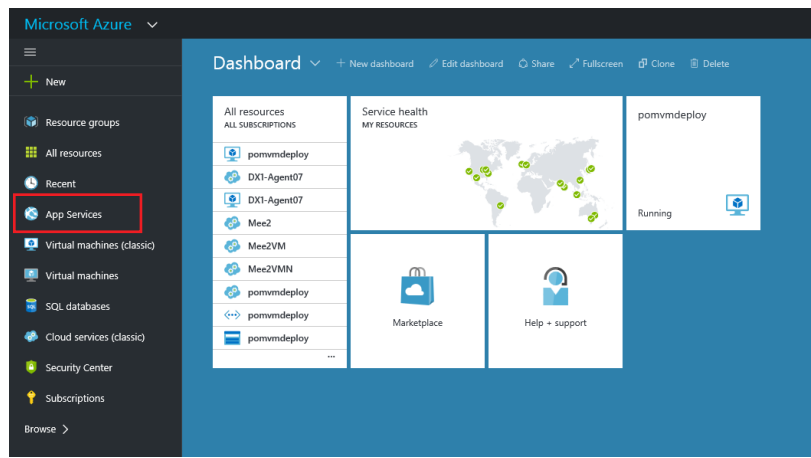 Microsoft Azure
New
Resource groups
All resources
Recent
App Services
Virtual machines (classic)
Virtual machines
SQL databases
Cloud services (classic)
Security Center
Subscriptions
Browse >
Dashboard
+ New dashboard Edit dashboard Share Fullscreen Clone Delete
All resources
ALL SUBSCRIPTIONS
pomvmdeploy
DX1-Agent07
DX1-Agent07
Mee2
Mee2VM
Mee2VMN
pomvmdeploy
pomvmdeploy
pomvmdeploy
...
Service health
MY RESOURCES
pomvmdeploy
Running
Marketplace
Help + support